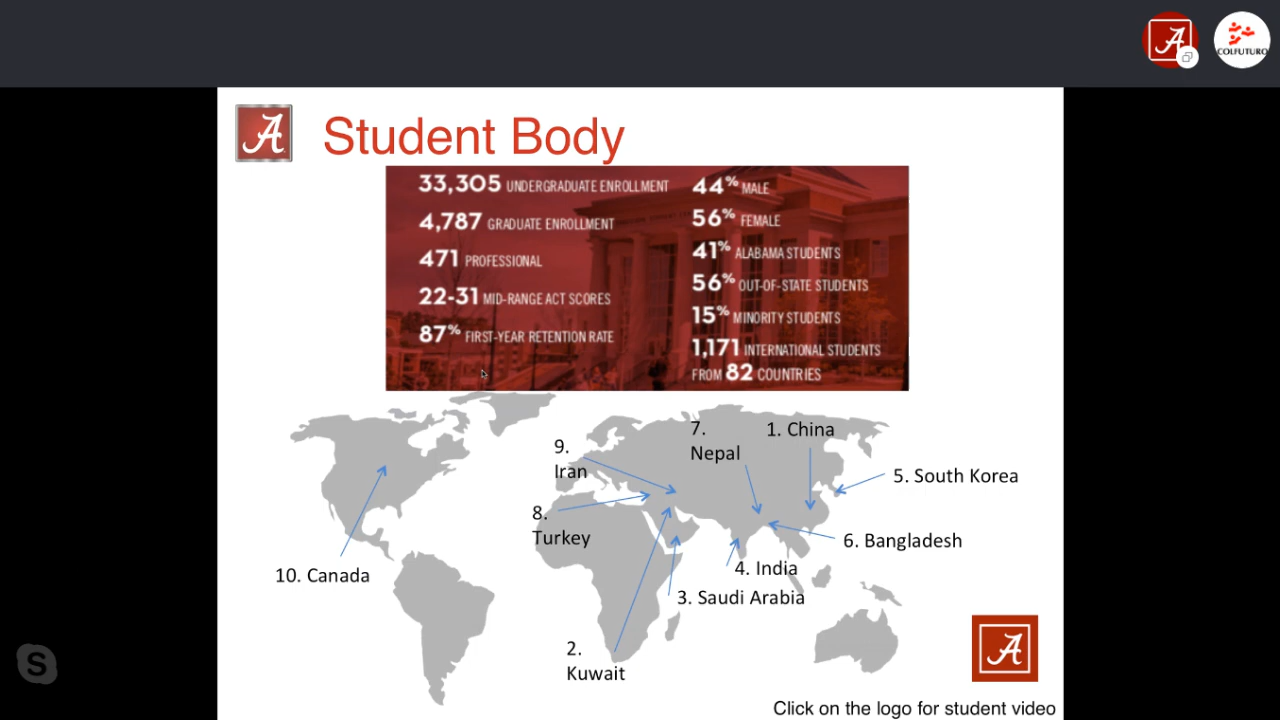 A
COLFUTURO
A
Student Body
33,305 UNDERGRADUATE ENROLLMENT
4,787 GRADUATE ENROLLMENT
471 PROFESSIONAL
22-31 MID-RANGE ACT SCORES
87% FIRST-YEAR RETENTION RATE
44% MALE
56% FEMALE
41% ALABAMA STUDENTS
56% OUT-OF-STATE STUDENTS
15% MINORITY STUDENTS
1,171 INTERNATIONAL STUDENTS
FROM 82 COUNTRIES
9.
Iran
7.
Nepal
1. China
5. South Korea
8.
Turkey
6. Bangladesh
10. Canada
4. India
3. Saudi Arabia
2.
Kuwait
S
A
Click on the logo for student video